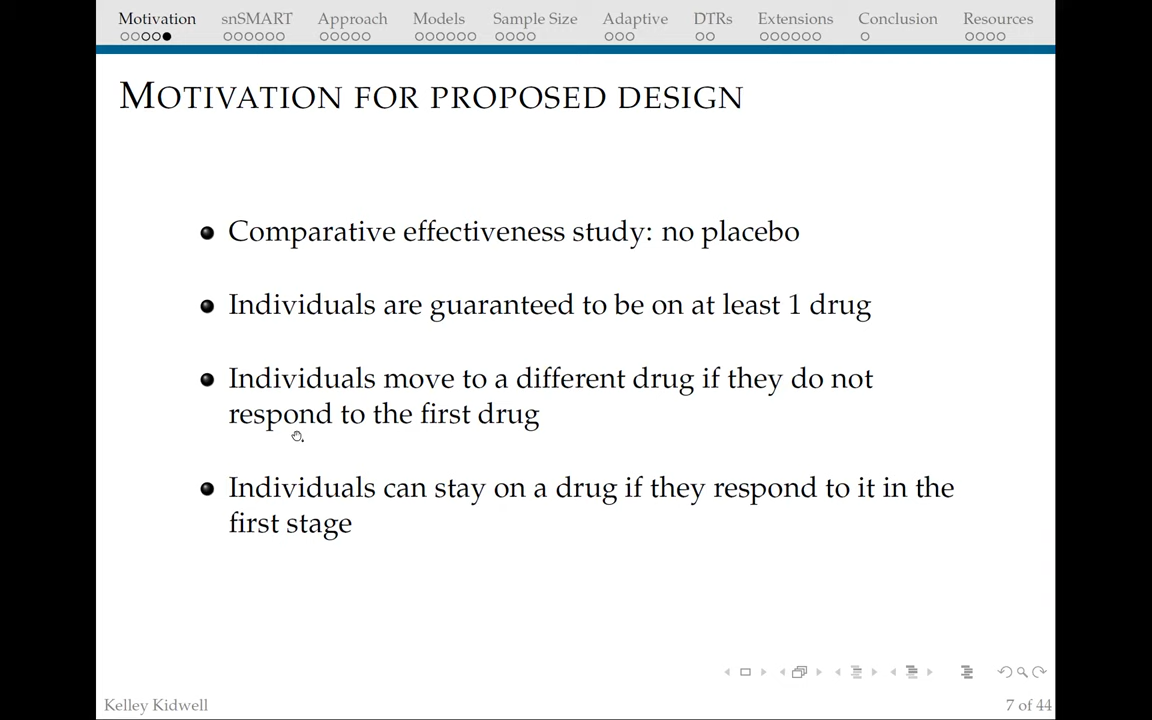 Motivation snSMART Approach Models Sample Size Adaptive DTRs Extensions Conclusion Resources
MOTIVATION FOR PROPOSED DESIGN
Comparative effectiveness study: no placebo
Individuals are guaranteed to be on at least 1 drug
Individuals move to a different drug if they do not
respond to the first drug
Individuals can stay on a drug if they respond to it in the
first stage
Kelley Kidwell 7 of 44